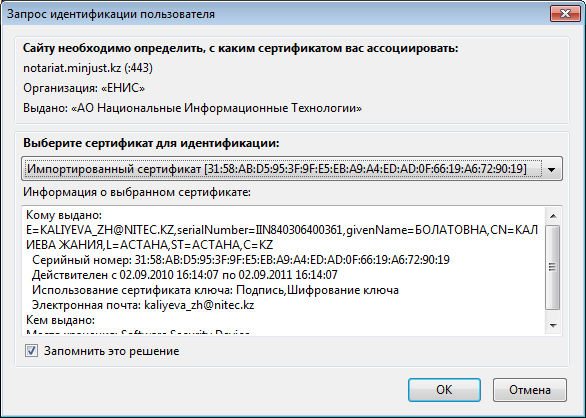 Запрос идентификации пользователя
Сайту необходимо определить, с каким сертификатом вас ассоциировать:
notariat.minjust.kz (:443)
Организация: «ЕНИС»
Выдано: «АО Национальные Информационные Технологии»
Выберите сертификат для идентификации:
Импортированный сертификат [31:58:AB:D5:95:3F:9F:E5:EB:A9:A4:ED:AD:0F:66:19:A6:72:90:19]
Информация о выбранном сертификате:
Кому выдано:
E=KALIYEVA_ZH@NITEC.KZ,serialNumber=IIN840306400361,givenName=БОЛАТОВНА,CN=КАЛ
ИЕВА ЖАНИЯ,L=АСТАНА,ST=АСТАНА,C=KZ
Серийный номер: 31:58:AB:D5:95:3F:9F:E5:EB:A9:A4:ED:AD:0F:66:19:A6:72:90:19
Действителен с 02.09.2010 16:14:07 по 02.09.2011 16:14:07
Использование сертификата ключа: Подпись,Шифрование ключа
Электронная почта: kaliyeva_zh@nitec.kz
Кем выдано:
Место хранения: Software Security Device
Запомнить это решение
ОК
Отмена